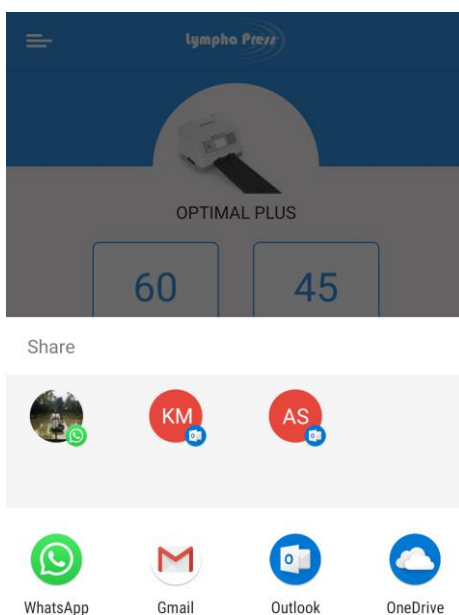 Lympha Press
OPTIMAL PLUS
60 45
Share
KM AS
WhatsApp Gmail Outlook OneDrive